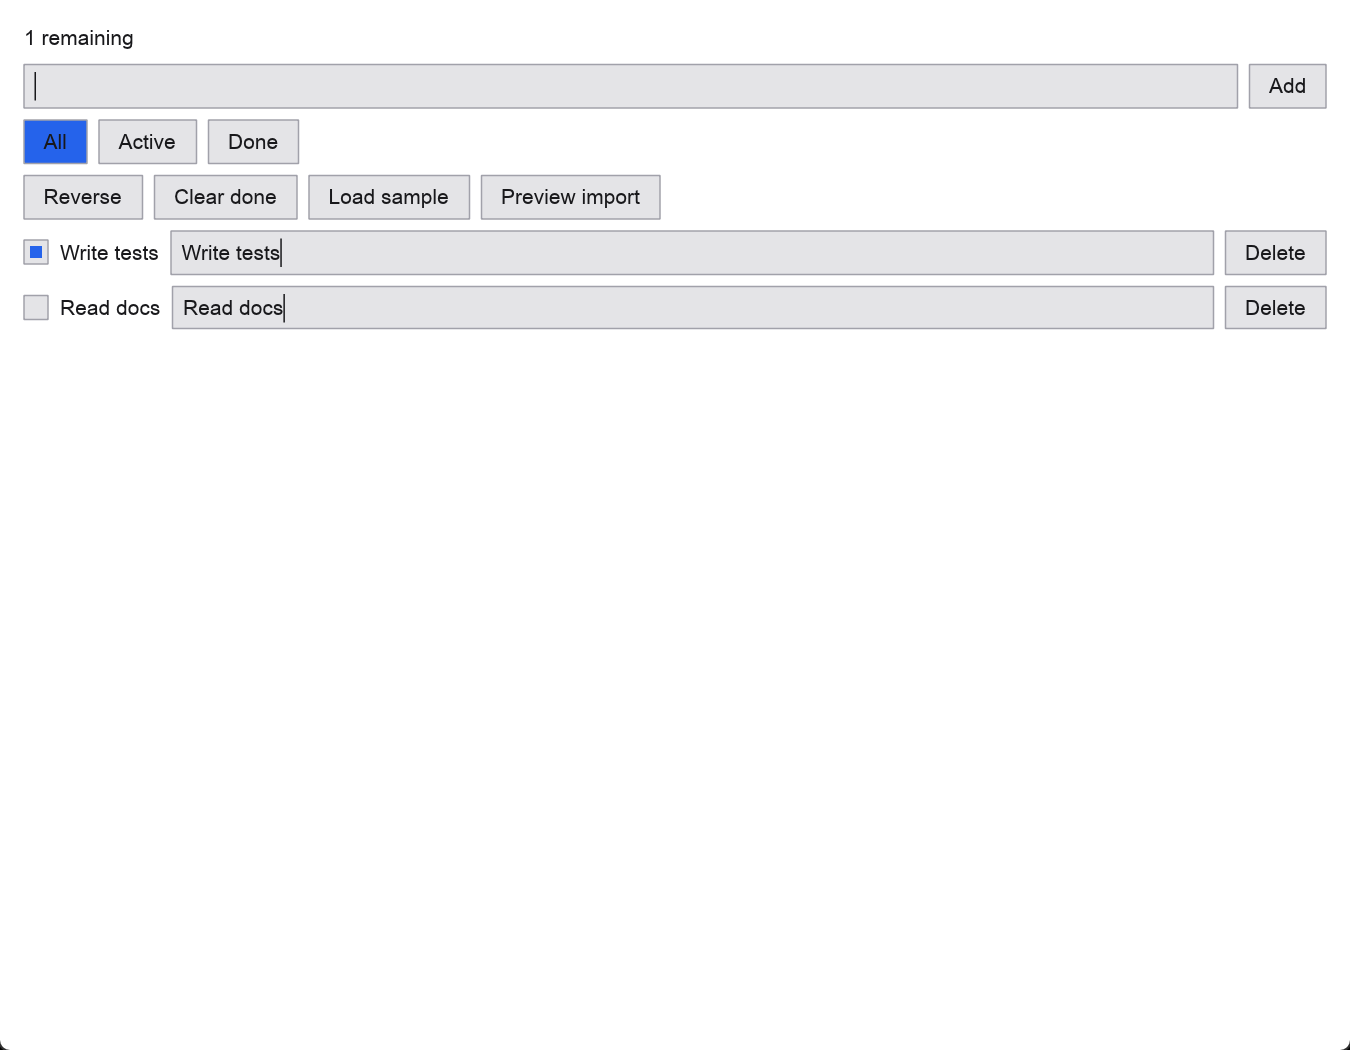 1 remaining
Add
All Active Done
Reverse Clear done Load sample Preview import
Write tests Write tests Delete
Read docs Read docs Delete